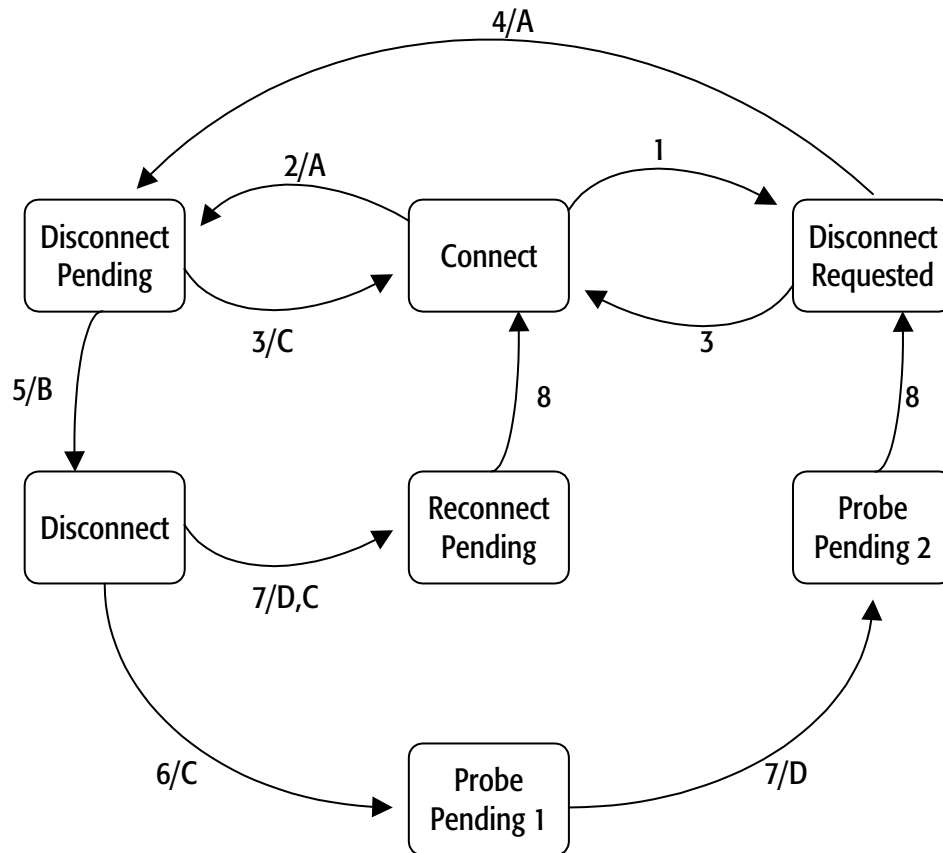 4/A
2/A
1
Disconnect
Pending
Connect
Disconnect
Requested
3/C
3
5/B
8
8
Disconnect
Reconnect
Pending
Probe
Pending 2
7/D,C
6/C
Probe
Pending 1
7/D